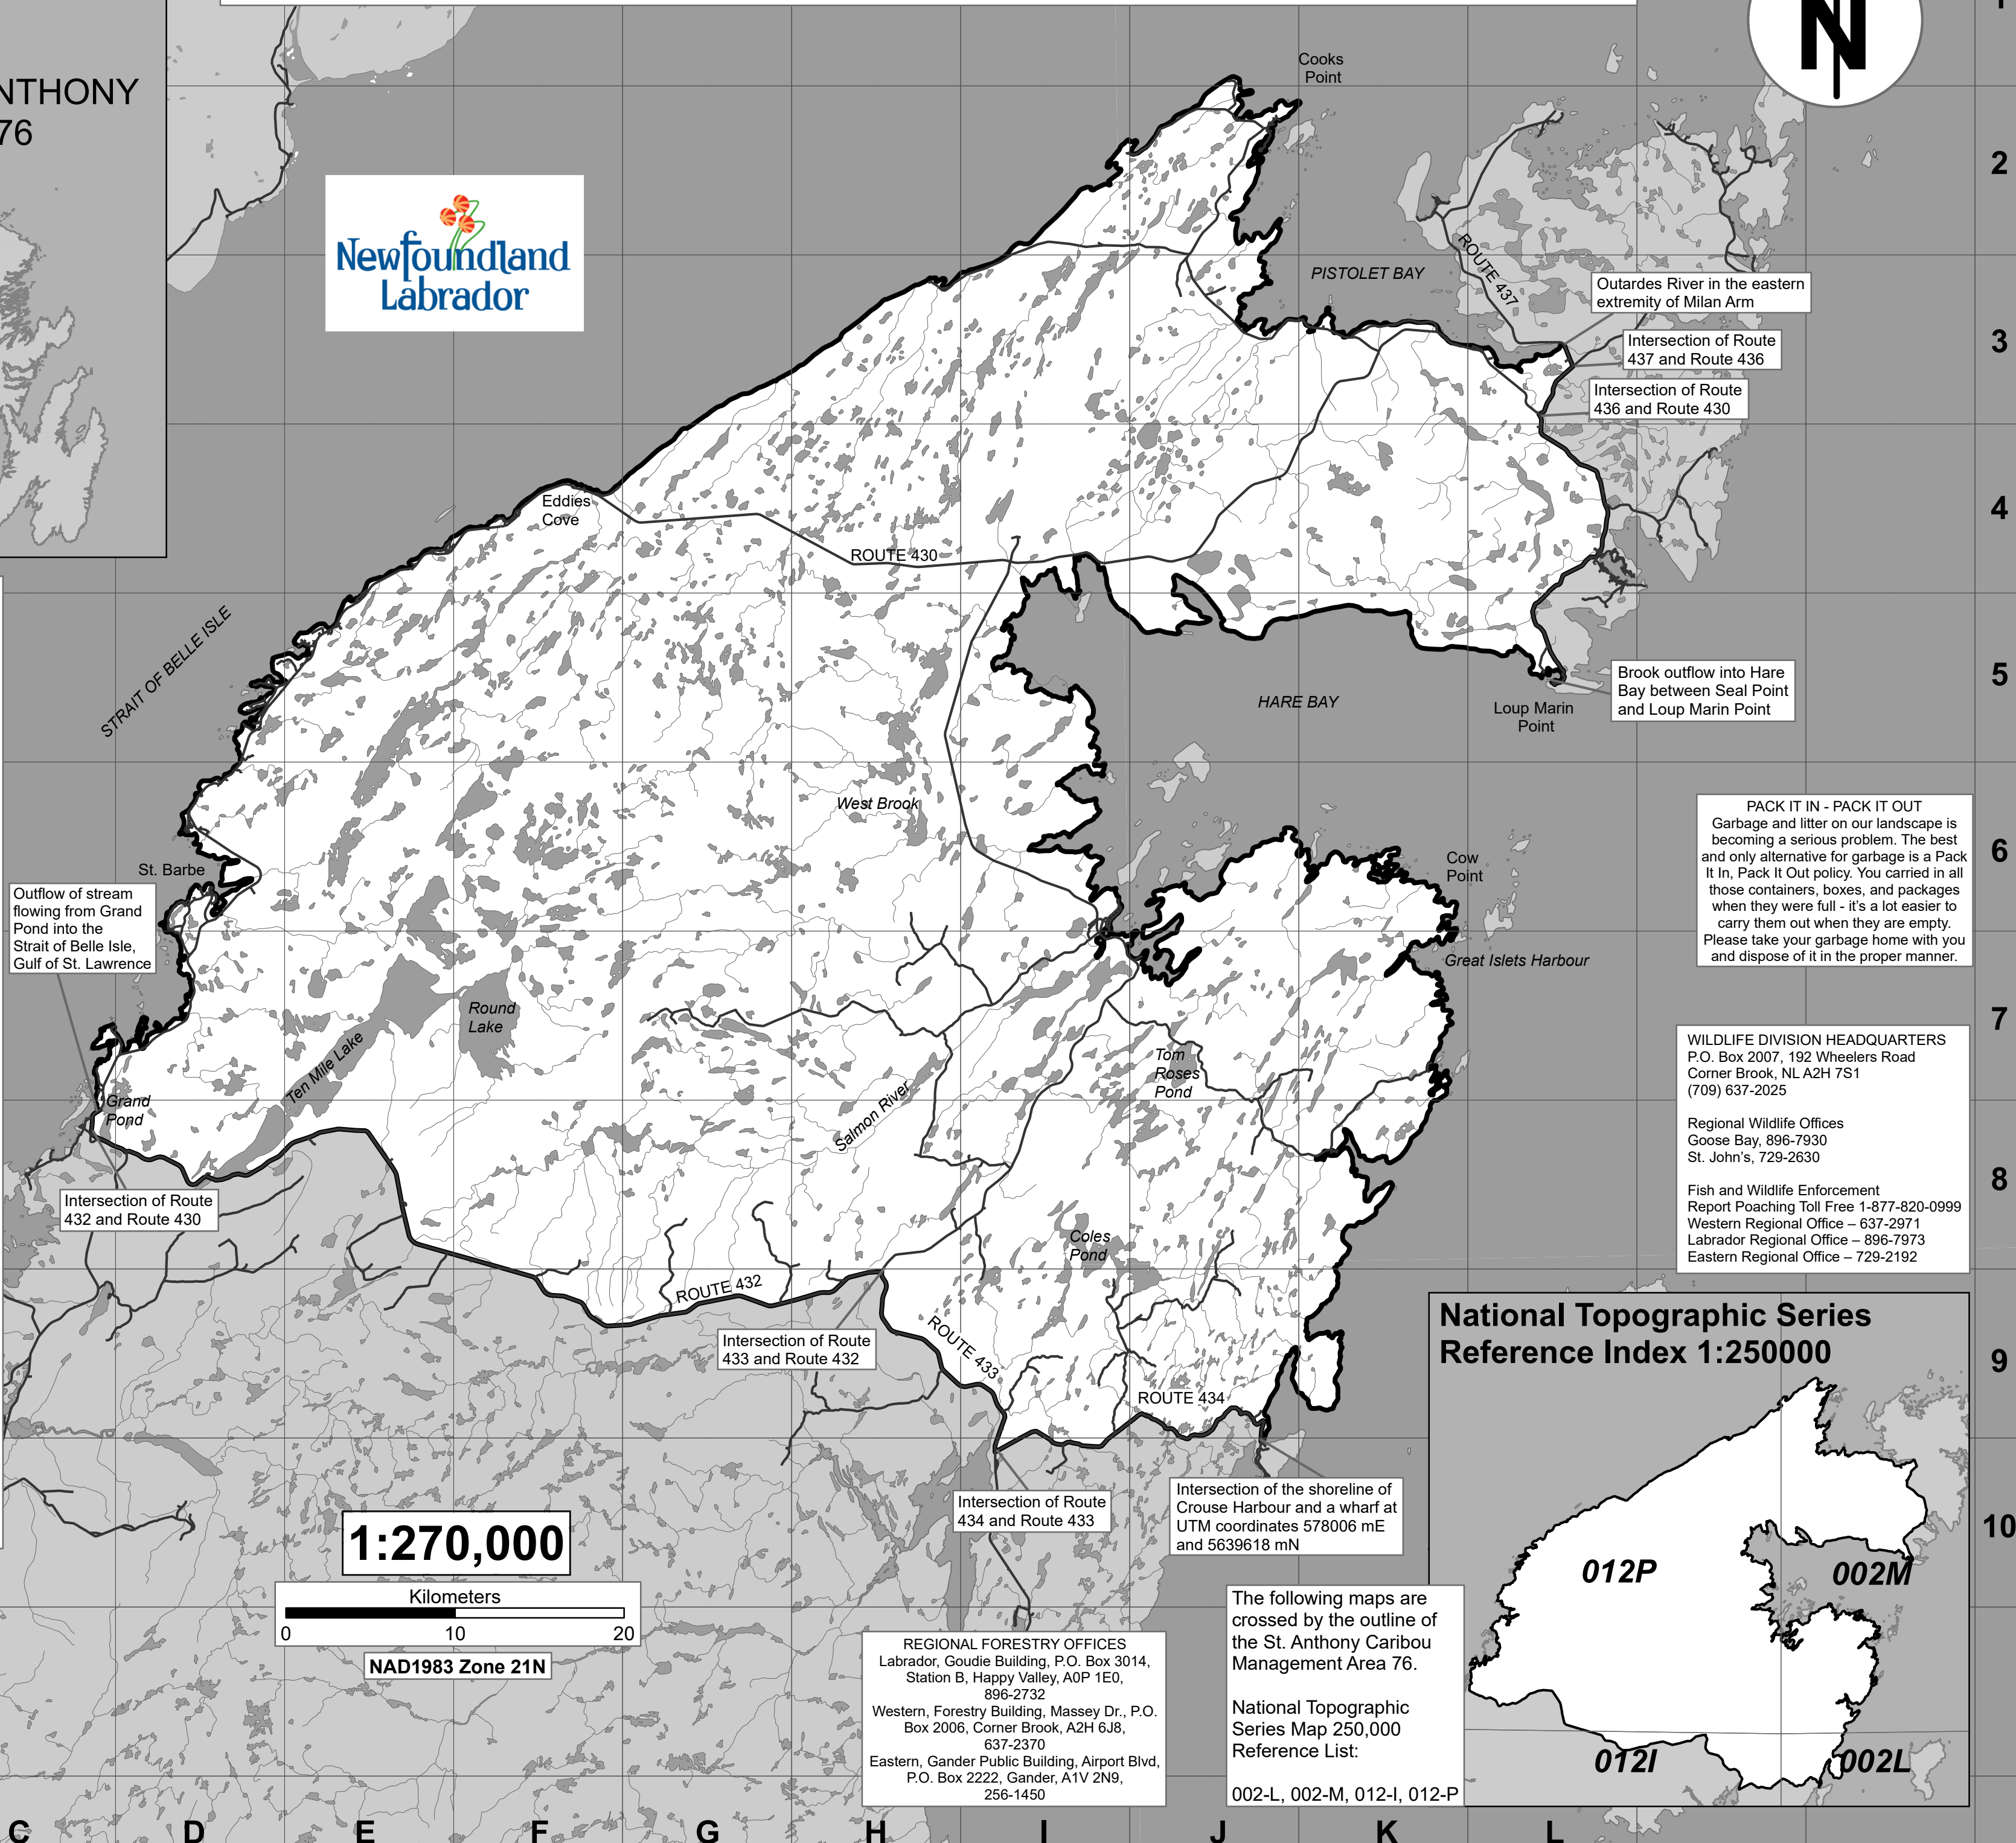 NTHONY
76
N
1
2
3
4
5
6
7
8
9
10
Newfoundland
Labrador
Cooks
Point
PISTOLET BAY
ROUTE 437
Outardes River in the eastern
extremity of Milan Arm
Intersection of Route
437 and Route 436
Intersection of Route
436 and Route 430
Eddies
Cove
ROUTE 430
STRAIT OF BELLE ISLE
HARE BAY
Loup Marin
Point
Brook outflow into Hare
Bay between Seal Point
and Loup Marin Point
West Brook
St. Barbe
Cow
Point
Great Islets Harbour
Outflow of stream
flowing from Grand
Pond into the
Strait of Belle Isle,
Gulf of St. Lawrence
Round
Lake
Ten Mile Lake
Grand
Pond
Tom
Roses
Pond
Salmon River
Coles
Pond
Intersection of Route
432 and Route 430
ROUTE 432
Intersection of Route
433 and Route 432
ROUTE 433
ROUTE 434
Intersection of Route
434 and Route 433
Intersection of the shoreline of
Crouse Harbour and a wharf at
UTM coordinates 578006 mE
and 5639618 mN
PACK IT IN - PACK IT OUT
Garbage and litter on our landscape is
becoming a serious problem. The best
and only alternative for garbage is a Pack
It In, Pack It Out policy. You carried in all
those containers, boxes, and packages
when they were full - it's a lot easier to
carry them out when they are empty.
Please take your garbage home with you
and dispose of it in the proper manner.
WILDLIFE DIVISION HEADQUARTERS
P.O. Box 2007, 192 Wheelers Road
Corner Brook, NL A2H 7S1
(709) 637-2025
Regional Wildlife Offices
Goose Bay, 896-7930
St. John's, 729-2630
Fish and Wildlife Enforcement
Report Poaching Toll Free 1-877-820-0999
Western Regional Office – 637-2971
Labrador Regional Office – 896-7973
Eastern Regional Office – 729-2192
National Topographic Series
Reference Index 1:250000
012P
002M
012I
002L
1:270,000
Kilometers
0 10 20
NAD1983 Zone 21N
REGIONAL FORESTRY OFFICES
Labrador, Goudie Building, P.O. Box 3014,
Station B, Happy Valley, A0P 1E0,
896-2732
Western, Forestry Building, Massey Dr., P.O.
Box 2006, Corner Brook, A2H 6J8,
637-2370
Eastern, Gander Public Building, Airport Blvd,
P.O. Box 2222, Gander, A1V 2N9,
256-1450
The following maps are
crossed by the outline of
the St. Anthony Caribou
Management Area 76.
National Topographic
Series Map 250,000
Reference List:
002-L, 002-M, 012-I, 012-P
C D E F G H I J K L